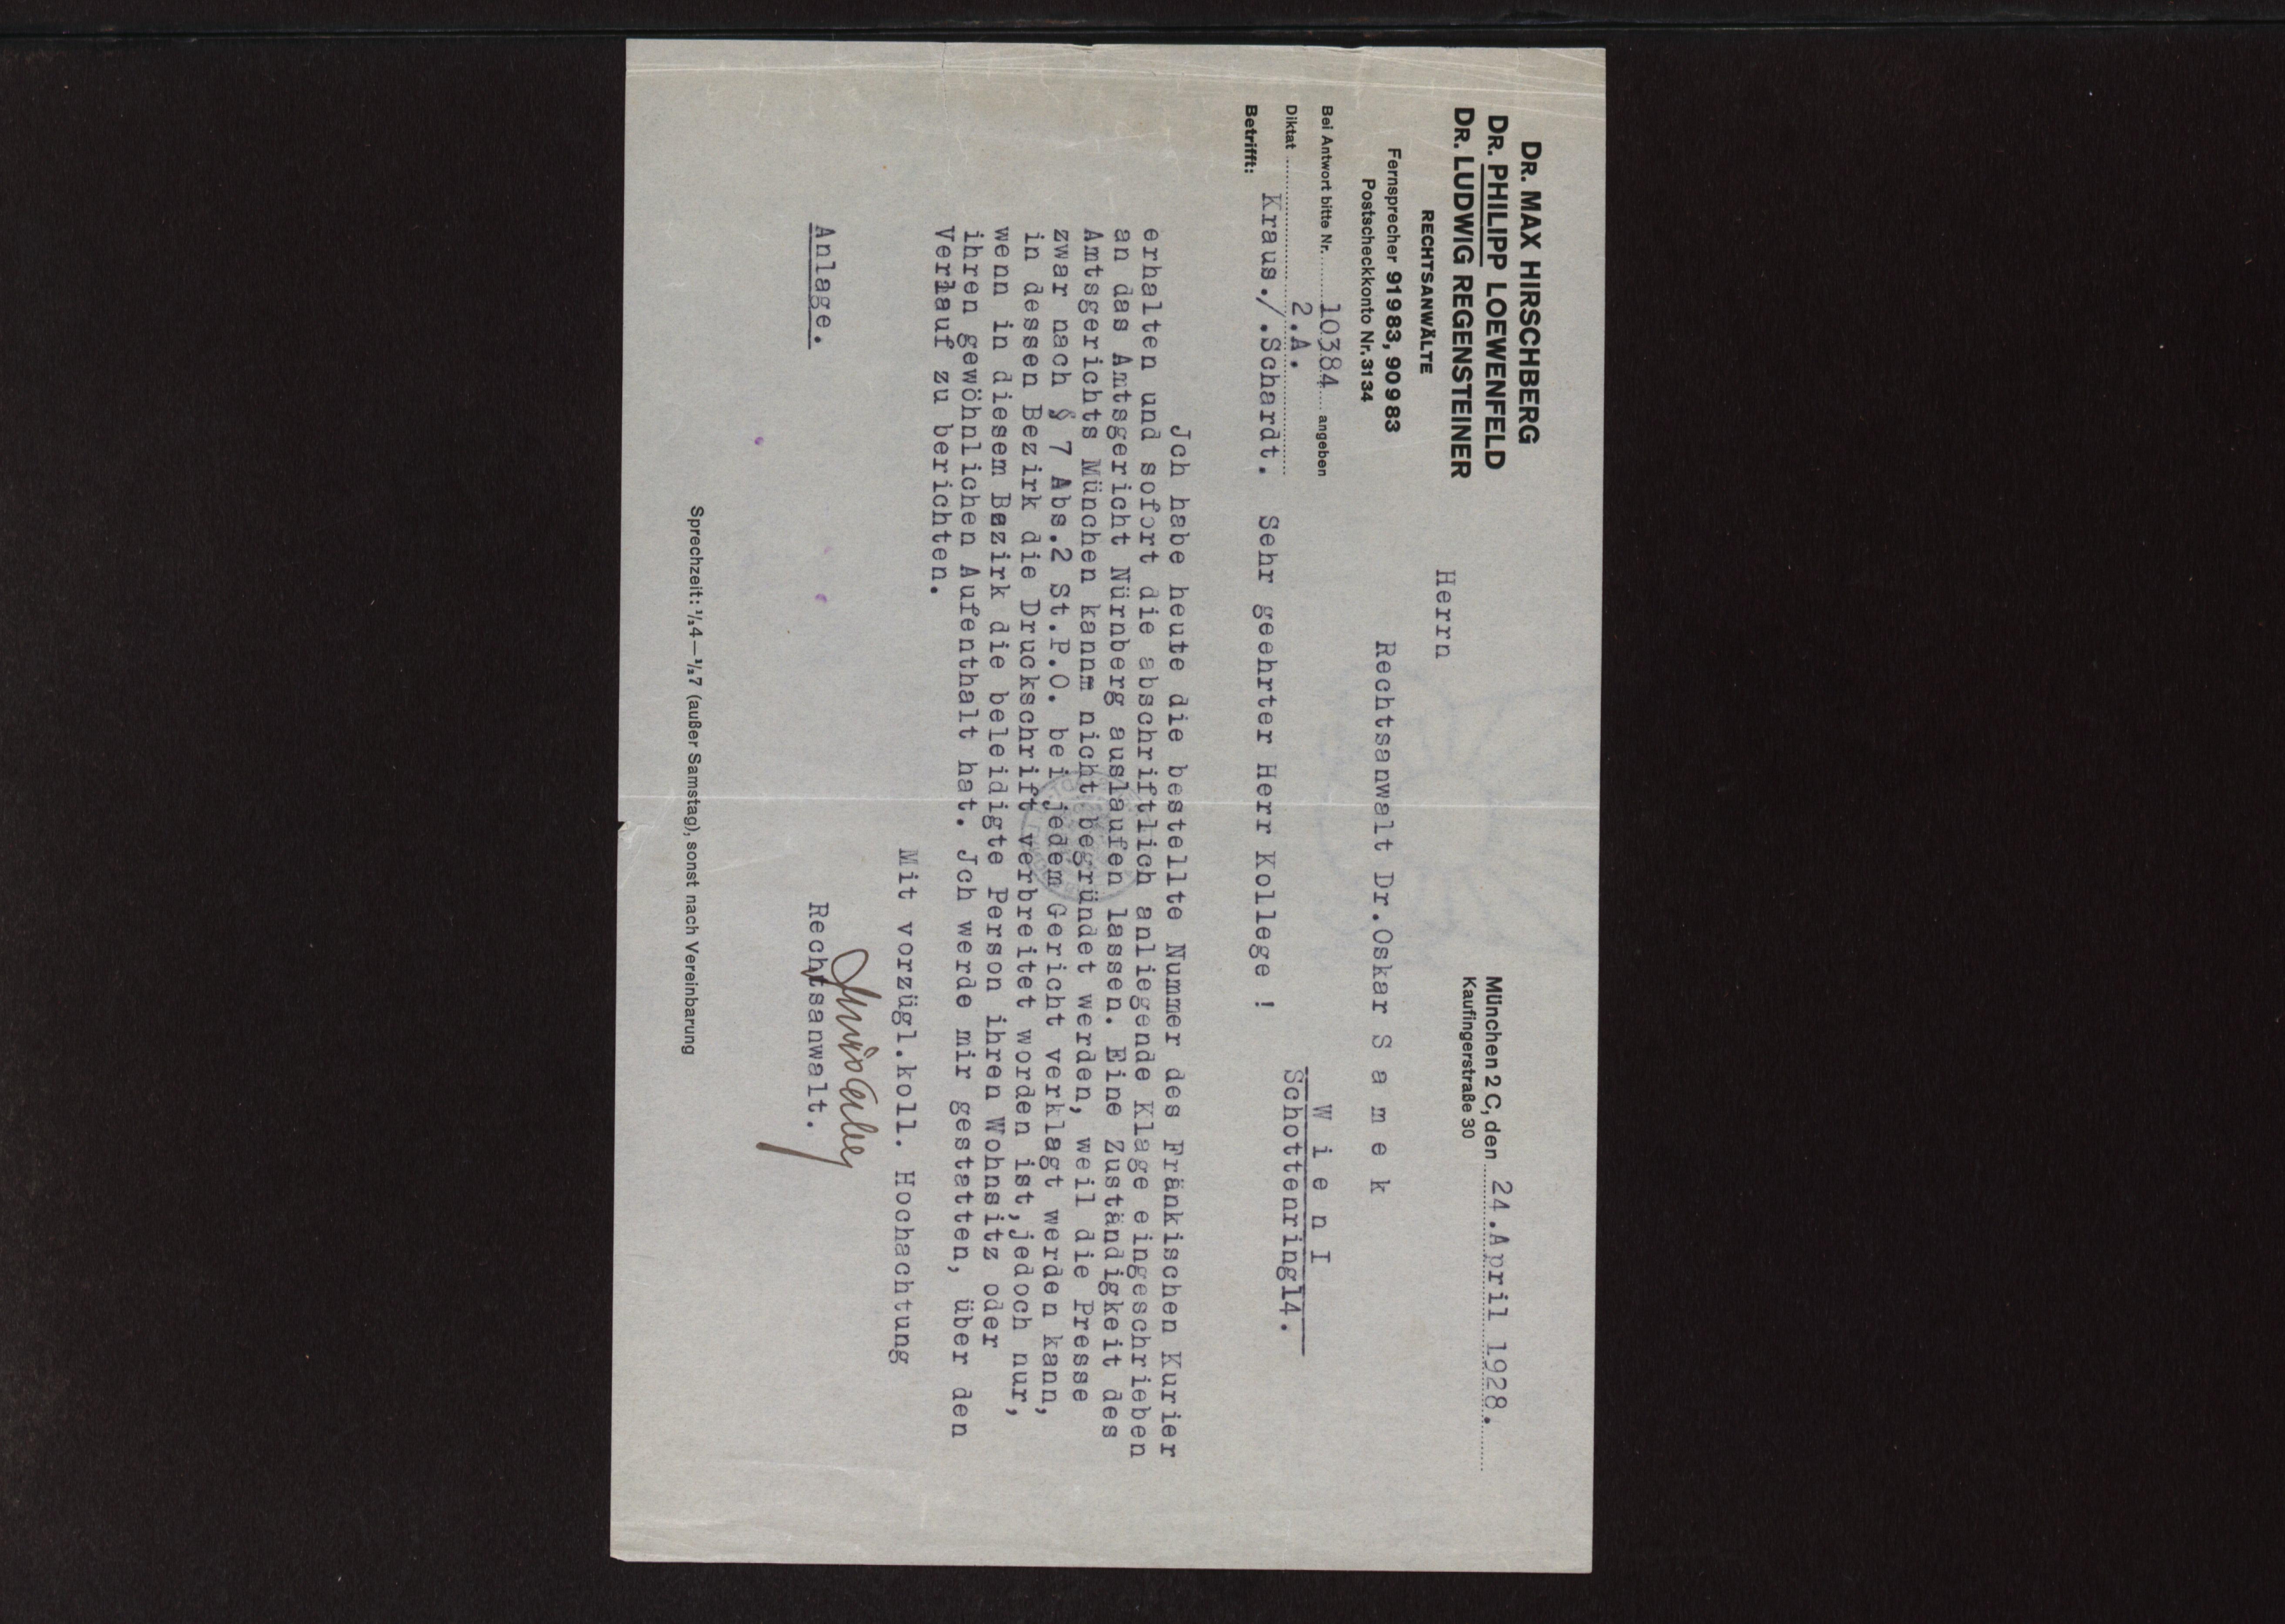 DR. MAX HIRSCHBERG
DR. PHILIPP LOEWENFELD
DR. LUDWIG REGENSTEINER
RECHTSANWÄLTE
Fernsprecher 91983, 90983
Postscheckkonto Nr. 3134
Bei Antwort bitte Nr. 10384 angeben
Diktat 2.A.
Betrifft: Kraus./.Schardt.
München 2 C, den 24.April 1928.
Kaufingerstraße 30
Herrn
Rechtsanwalt Dr.Oskar S a m e k
W i e n I
Schottenring14.
Sehr geehrter Herr Kollege !
Jch habe heute die bestellte Nummer des Fränkischen Kurier
erhalten und sofort die abschriftlich anliegende Klage eingeschrieben
an das Amtsgericht Nürnberg auslaufen lassen. Eine Zuständigkeit des
Amtsgerichts München kann nicht begründet werden, weil die Presse
zwar nach § 7 Abs.2 St.P.O. bei jedem Gericht verklagt werden kann,
in dessen Bezirk die Druckschrift verbreitet worden ist,jedoch nur,
wenn in diesem Bezirk die beleidigte Person ihren Wohnsitz oder
ihren gewöhnlichen Aufenthalt hat. Jch werde mir gestatten, über den
Verlauf zu berichten.
Mit vorzügl.koll. Hochachtung
Anlage.
Rechtsanwalt.
Sprechzeit: ½4—½7 (außer Samstag), sonst nach Vereinbarung